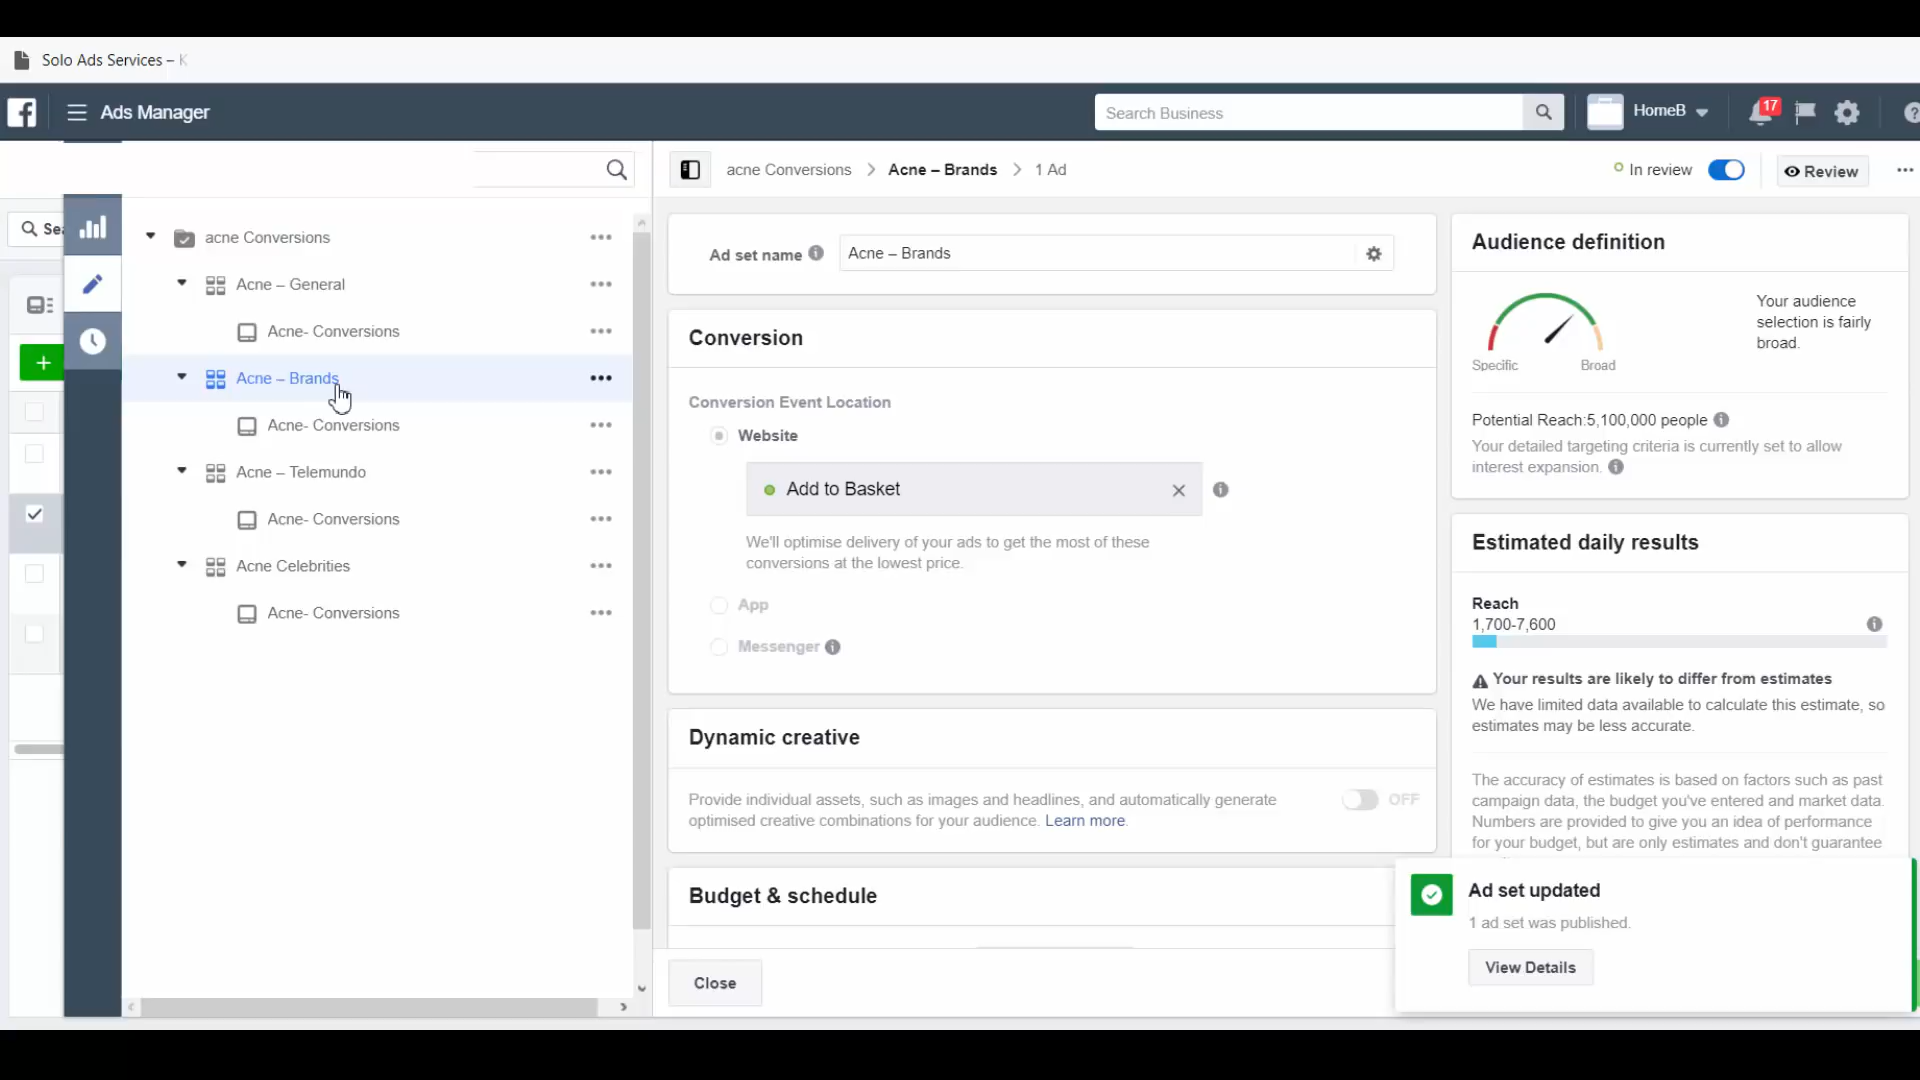 Solo Ads Services – K
Ads Manager
Search Business
HomeB
17
acne Conversions
Acne – Brands
1 Ad
In review
Review
Sea
acne Conversions
Acne – General
Acne- Conversions
Acne – Brands
Acne- Conversions
Acne – Telemundo
Acne- Conversions
Acne Celebrities
Acne- Conversions
Ad set name
Acne – Brands
Conversion
Conversion Event Location
Website
Add to Basket
We'll optimise delivery of your ads to get the most of these
conversions at the lowest price.
App
Messenger
Dynamic creative
Provide individual assets, such as images and headlines, and automatically generate
optimised creative combinations for your audience. Learn more.
OFF
Budget & schedule
Close
Audience definition
Your audience
selection is fairly
broad.
Specific
Broad
Potential Reach:5,100,000 people
Your detailed targeting criteria is currently set to allow
interest expansion.
Estimated daily results
Reach
1,700-7,600
Your results are likely to differ from estimates
We have limited data available to calculate this estimate, so
estimates may be less accurate.
The accuracy of estimates is based on factors such as past
campaign data, the budget you've entered and market data.
Numbers are provided to give you an idea of performance
for your budget, but are only estimates and don't guarantee
Ad set updated
1 ad set was published.
View Details